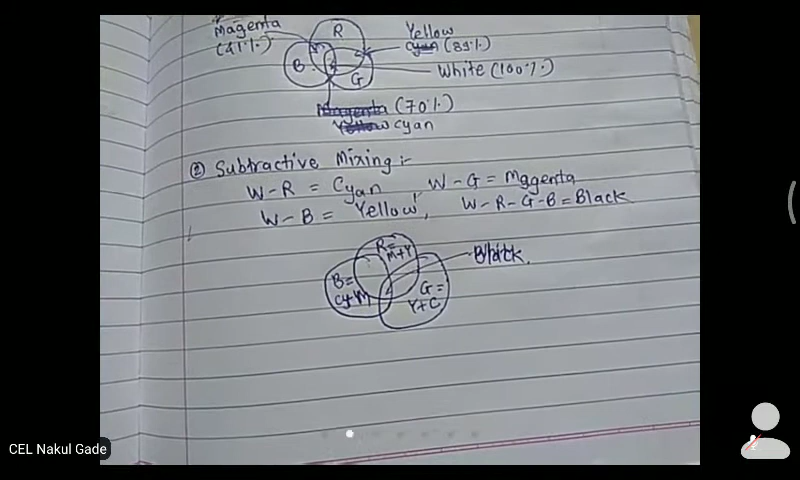 Magenta
(41%)
R
Yellow
(89%)
B
G
White (100%)
(70%)
cyan
② Subtractive Mixing :-
W-R = Cyan, W-G = Magenta
W-B = Yellow, W-R-G-B = Black
R=
M+Y
Black.
B=
Cy+M
G=
Y+C
CEL Nakul Gade